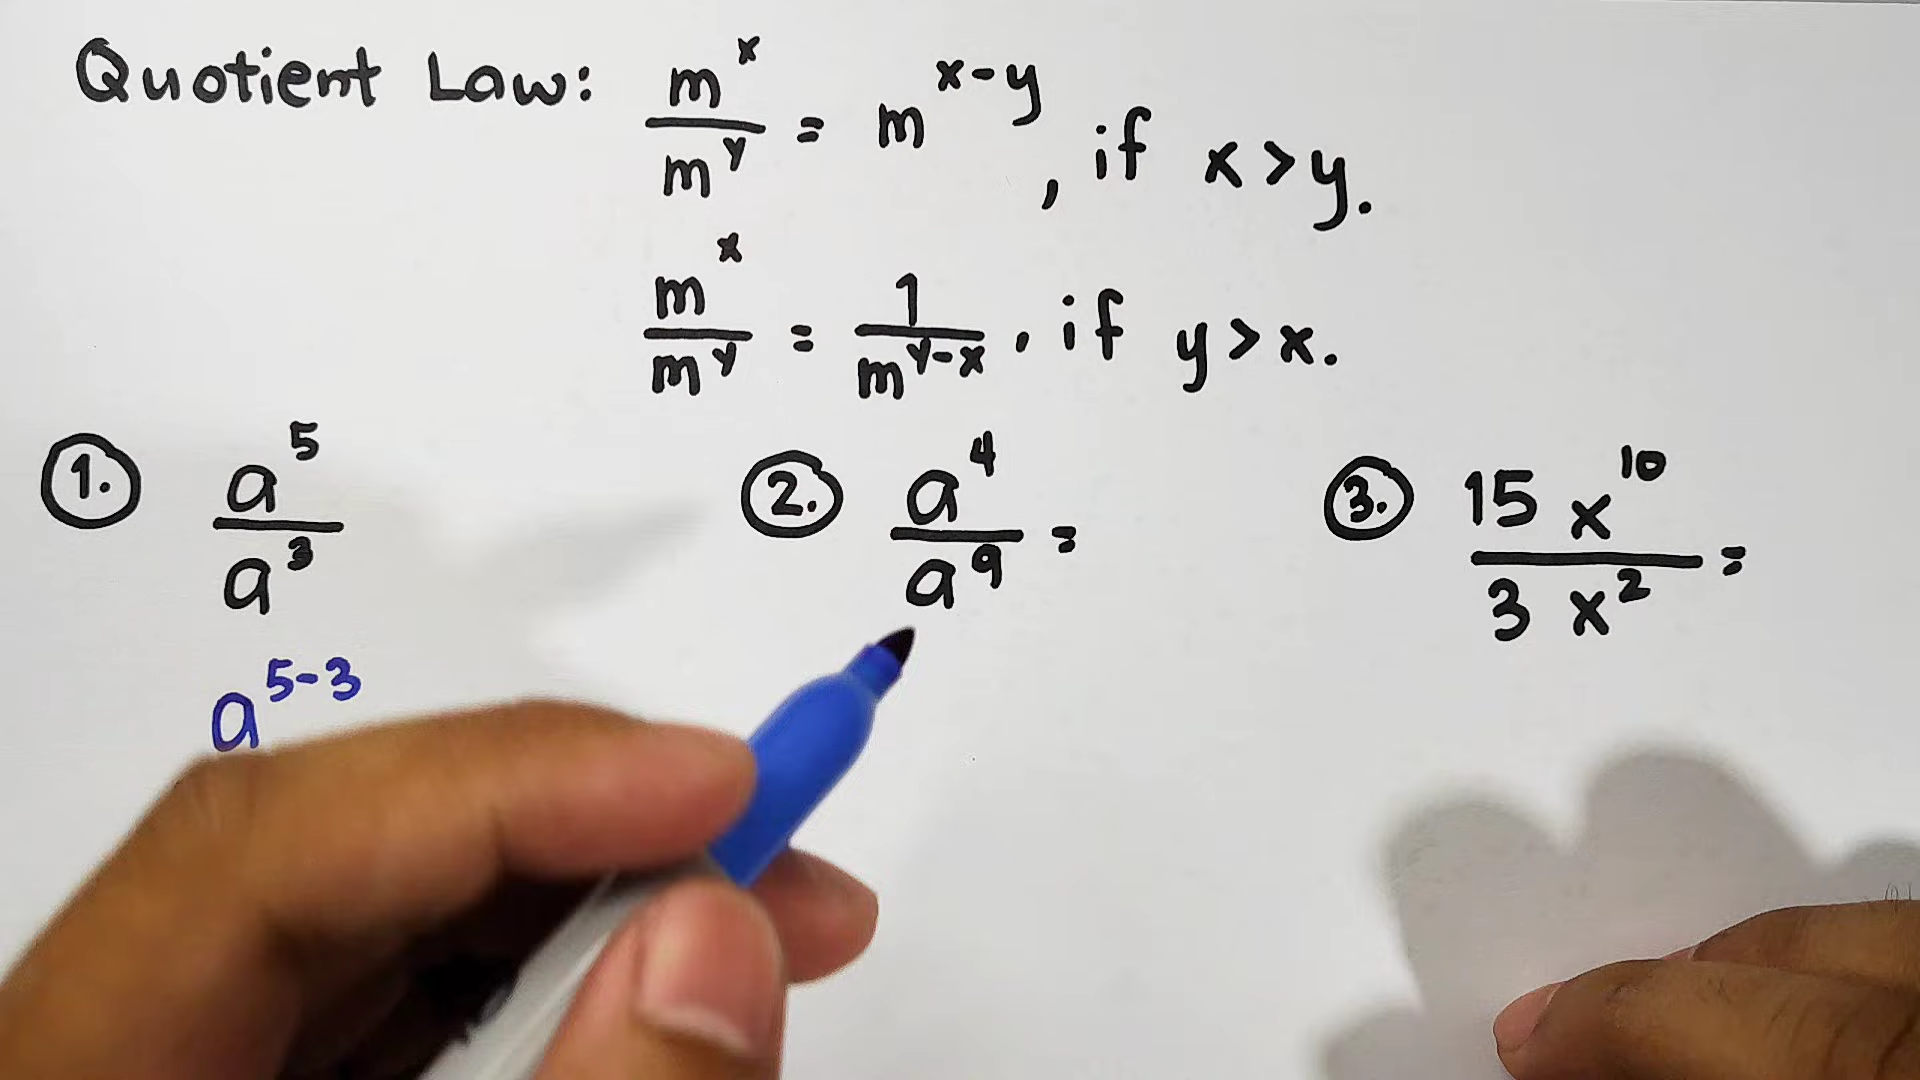 Quotient Law: m^x / m^y = m^(x-y), if x>y.
m^x / m^y = 1 / m^(y-x), if y>x.
1. a^5 / a^3
2. a^4 / a^9 =
3. 15 x^10 / 3 x^2 =
a^(5-3)